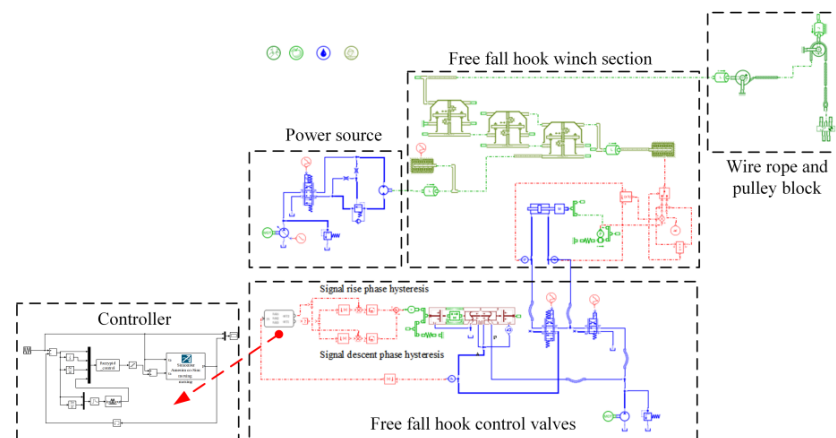 Free fall hook winch section
Power source
Wire rope and
pulley block
Signal rise phase hysteresis
Controller
Signal descent phase hysteresis
Free fall hook control valves